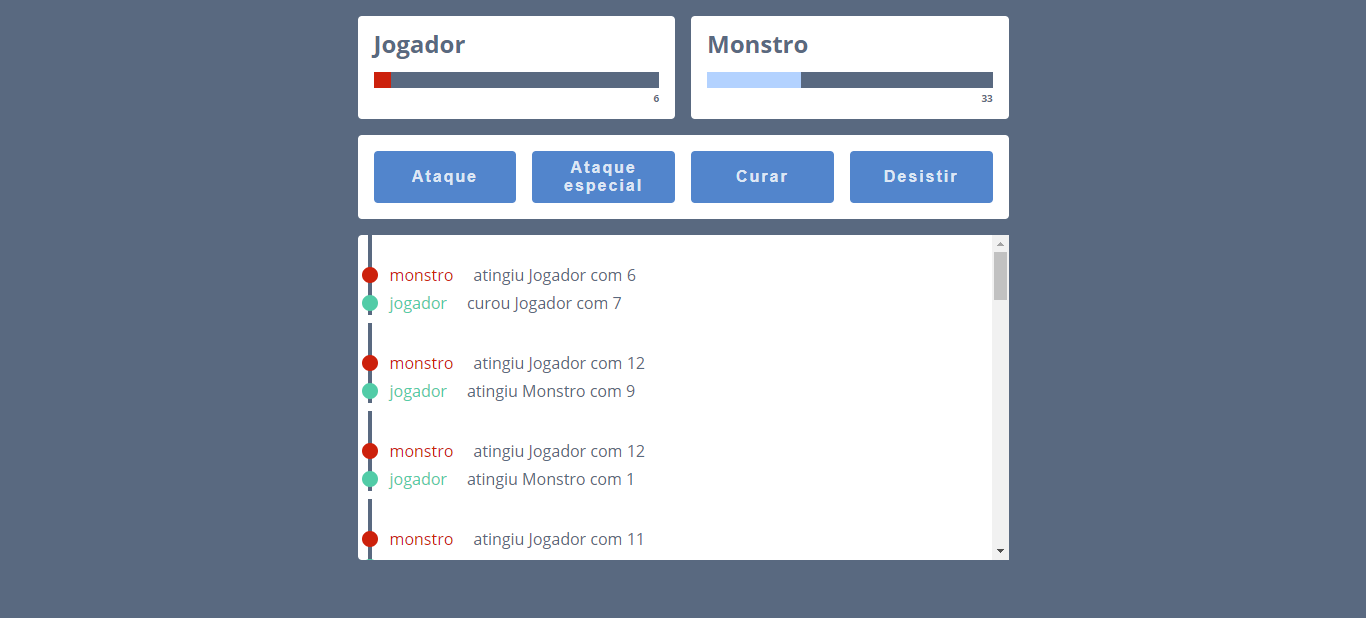 Jogador
6
Monstro
33
Ataque
Ataque
especial
Curar
Desistir
monstro atingiu Jogador com 6
jogador curou Jogador com 7
monstro atingiu Jogador com 12
jogador atingiu Monstro com 9
monstro atingiu Jogador com 12
jogador atingiu Monstro com 1
monstro atingiu Jogador com 11